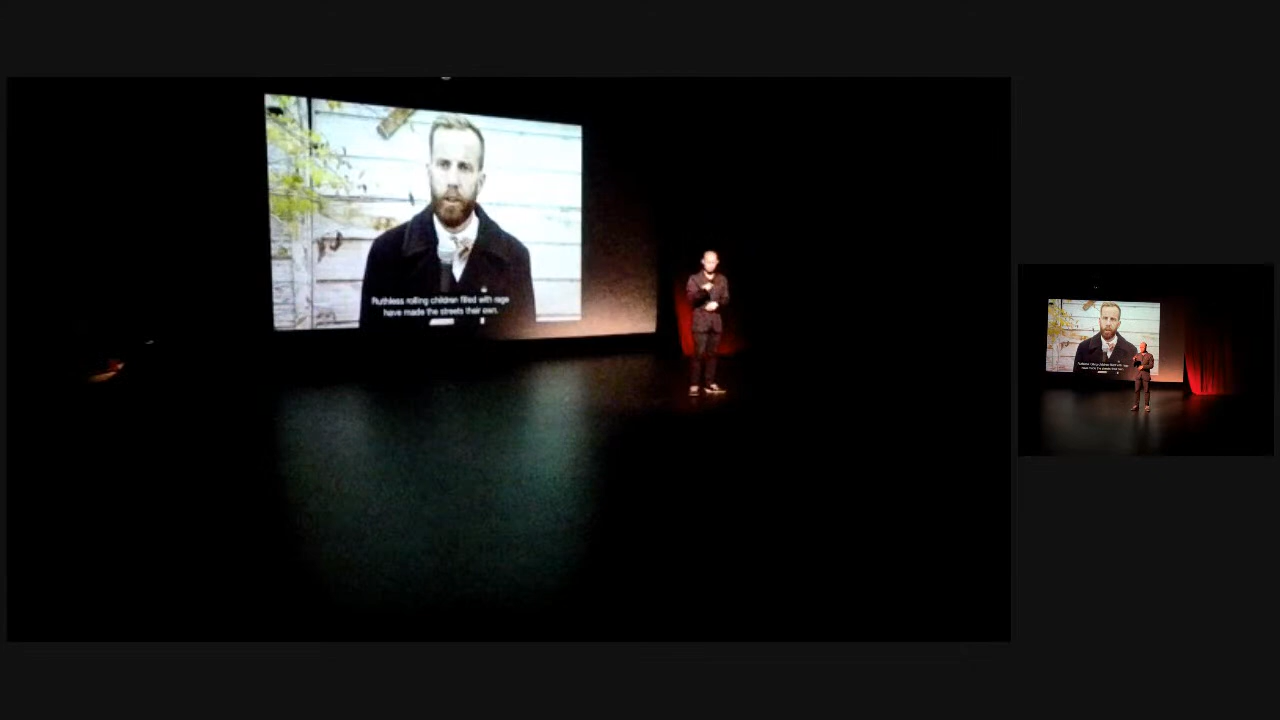 Ruthless rolling children filled with rage
have made the streets their own.